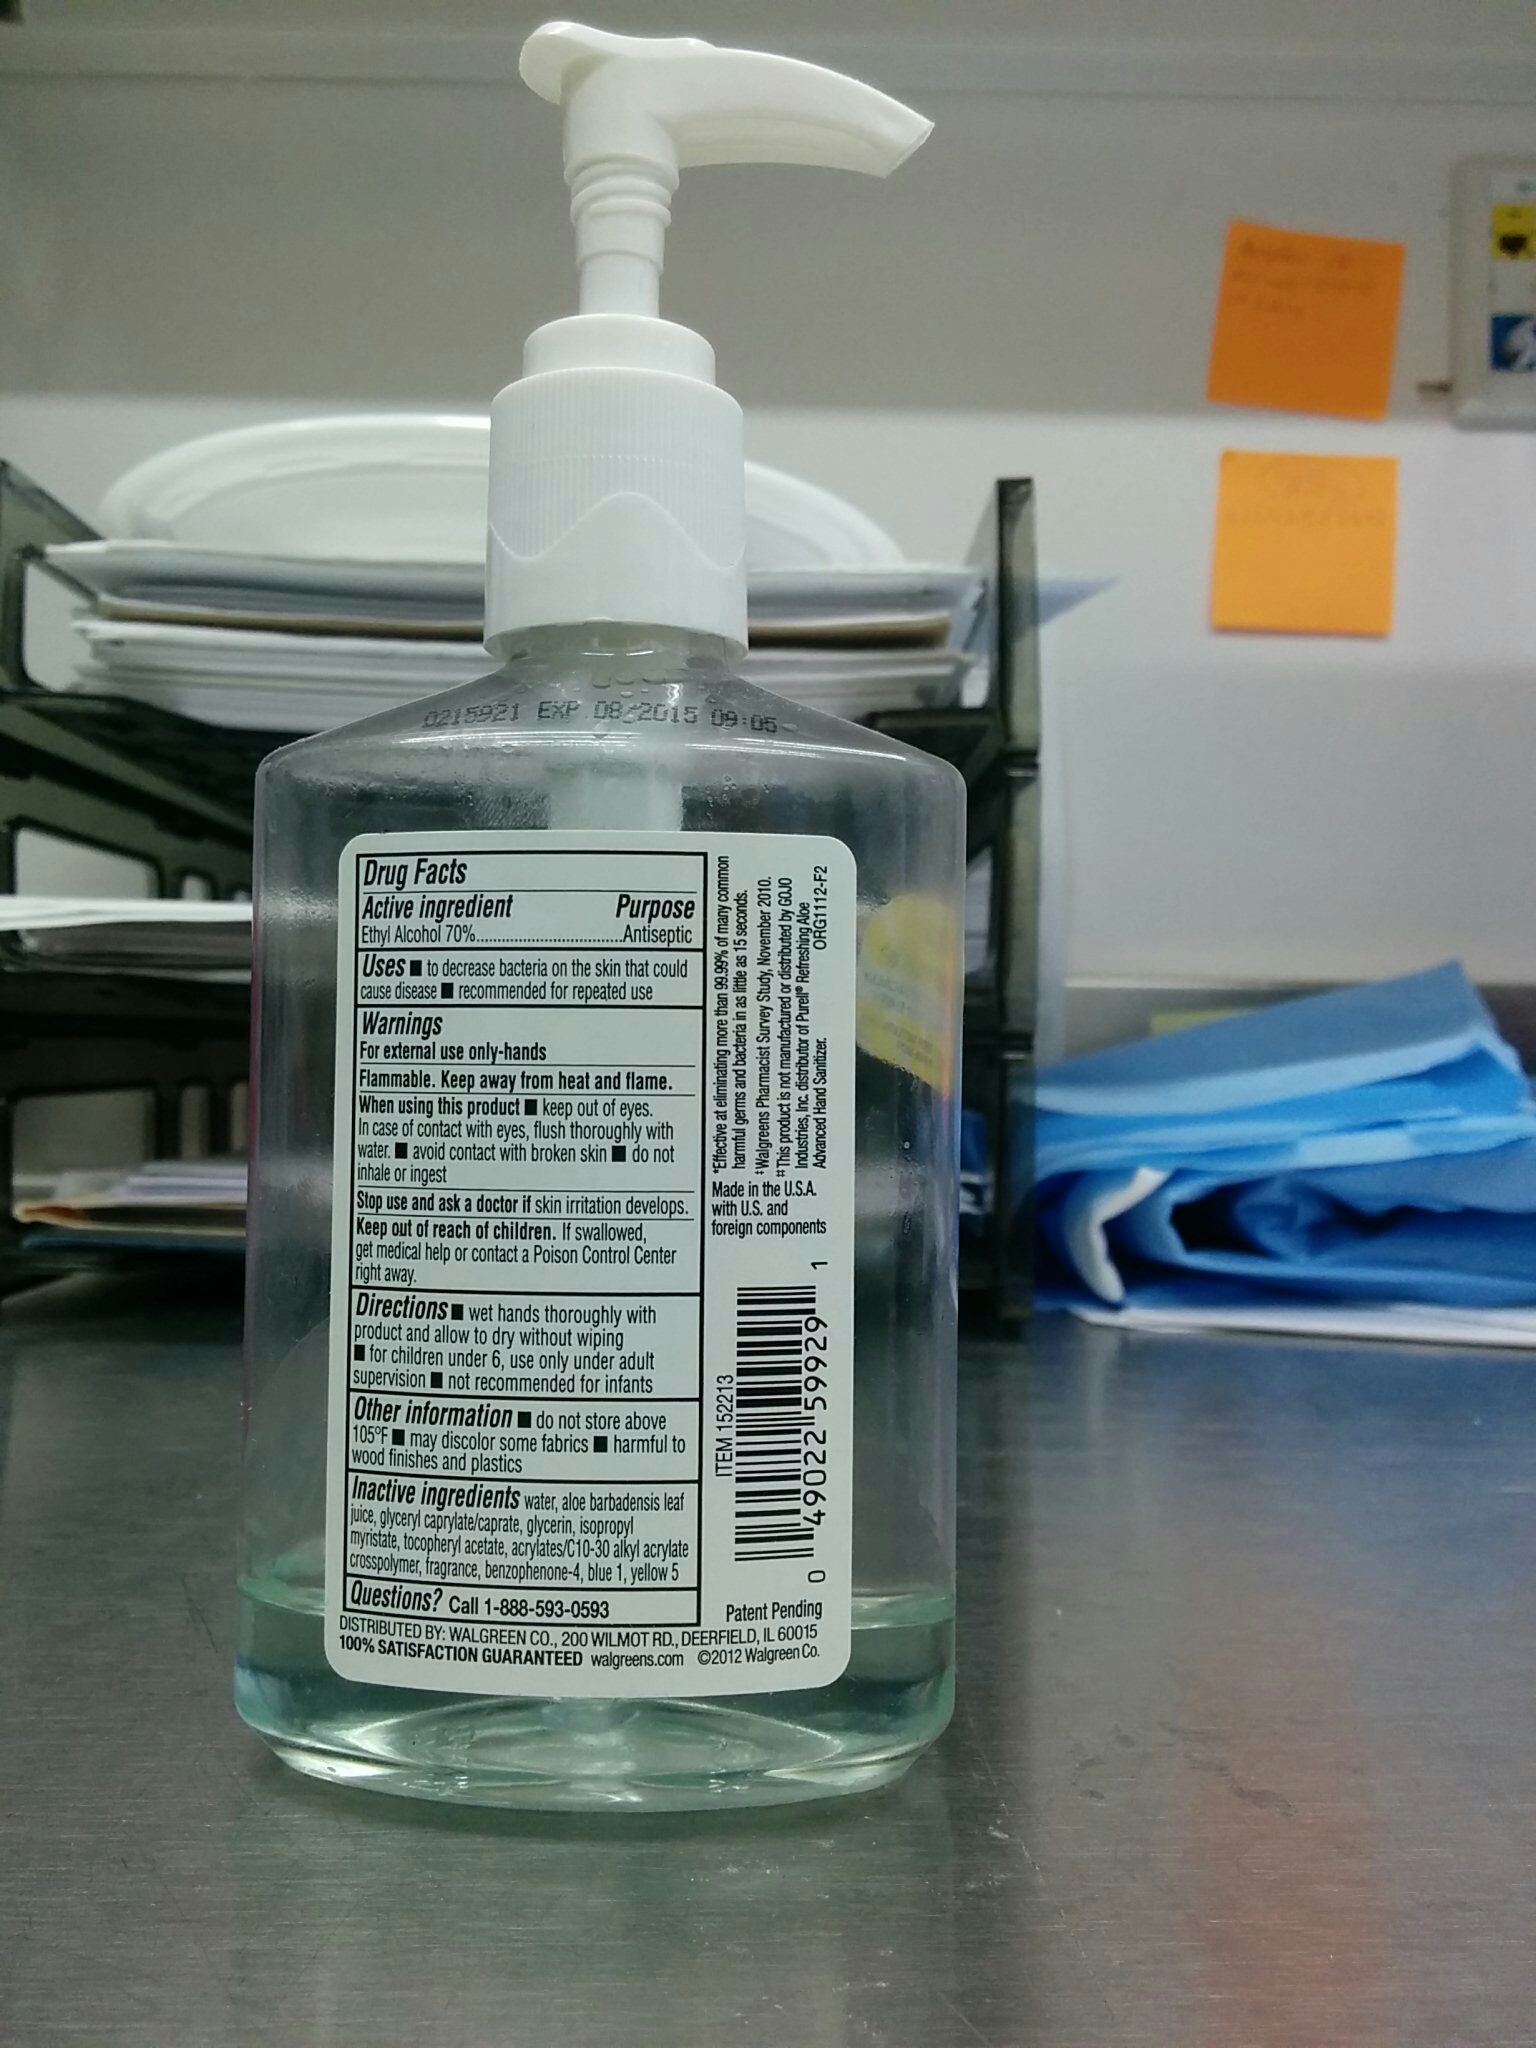 0215921 EXP 08/2015 09:05
Drug Facts
Active ingredient Purpose
Ethyl Alcohol 70%......................................Antiseptic
Uses ■ to decrease bacteria on the skin that could
cause disease ■ recommended for repeated use
Warnings
For external use only-hands
Flammable. Keep away from heat and flame.
When using this product ■ keep out of eyes.
In case of contact with eyes, flush thoroughly with
water. ■ avoid contact with broken skin ■ do not
inhale or ingest
Stop use and ask a doctor if skin irritation develops.
Keep out of reach of children. If swallowed,
get medical help or contact a Poison Control Center
right away.
Directions ■ wet hands thoroughly with
product and allow to dry without wiping
■ for children under 6, use only under adult
supervision ■ not recommended for infants
Other information ■ do not store above
105°F ■ may discolor some fabrics ■ harmful to
wood finishes and plastics
Inactive ingredients water, aloe barbadensis leaf
juice, glyceryl caprylate/caprate, glycerin, isopropyl
myristate, tocopheryl acetate, acrylates/C10-30 alkyl acrylate
crosspolymer, fragrance, benzophenone-4, blue 1, yellow 5
Questions? Call 1-888-593-0593
*Effective at eliminating more than 99.99% of many common
harmful germs and bacteria in as little as 15 seconds.
‡Walgreens Pharmacist Survey Study, November 2010.
‡‡This product is not manufactured or distributed by GOJO
Industries, Inc. distributor of Purell® Refreshing Aloe
Advanced Hand Sanitizer. ORG1112-F2
Made in the U.S.A.
with U.S. and
foreign components
ITEM 152213
0 49022 59929 1
Patent Pending
DISTRIBUTED BY: WALGREEN CO., 200 WILMOT RD., DEERFIELD, IL 60015
100% SATISFACTION GUARANTEED walgreens.com ©2012 Walgreen Co.